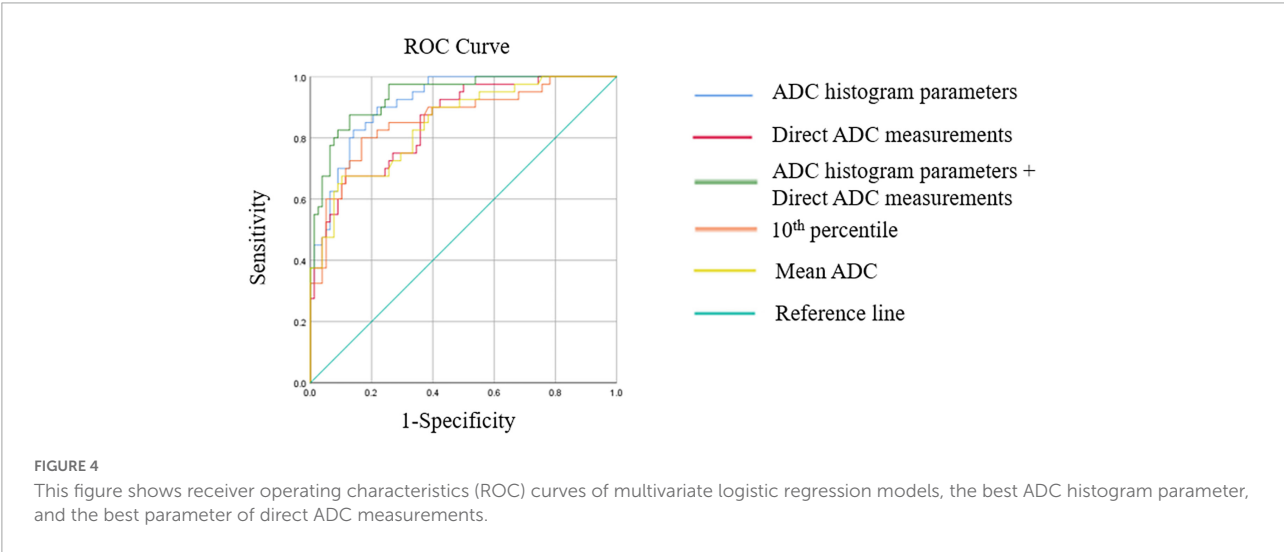 ROC Curve
1.0
0.8
0.6
0.4
0.2
0.0
Sensitivity
0.0 0.2 0.4 0.6 0.8 1.0
1-Specificity
ADC histogram parameters
Direct ADC measurements
ADC histogram parameters +
Direct ADC measurements
10th percentile
Mean ADC
Reference line
FIGURE 4
This figure shows receiver operating characteristics (ROC) curves of multivariate logistic regression models, the best ADC histogram parameter,
and the best parameter of direct ADC measurements.